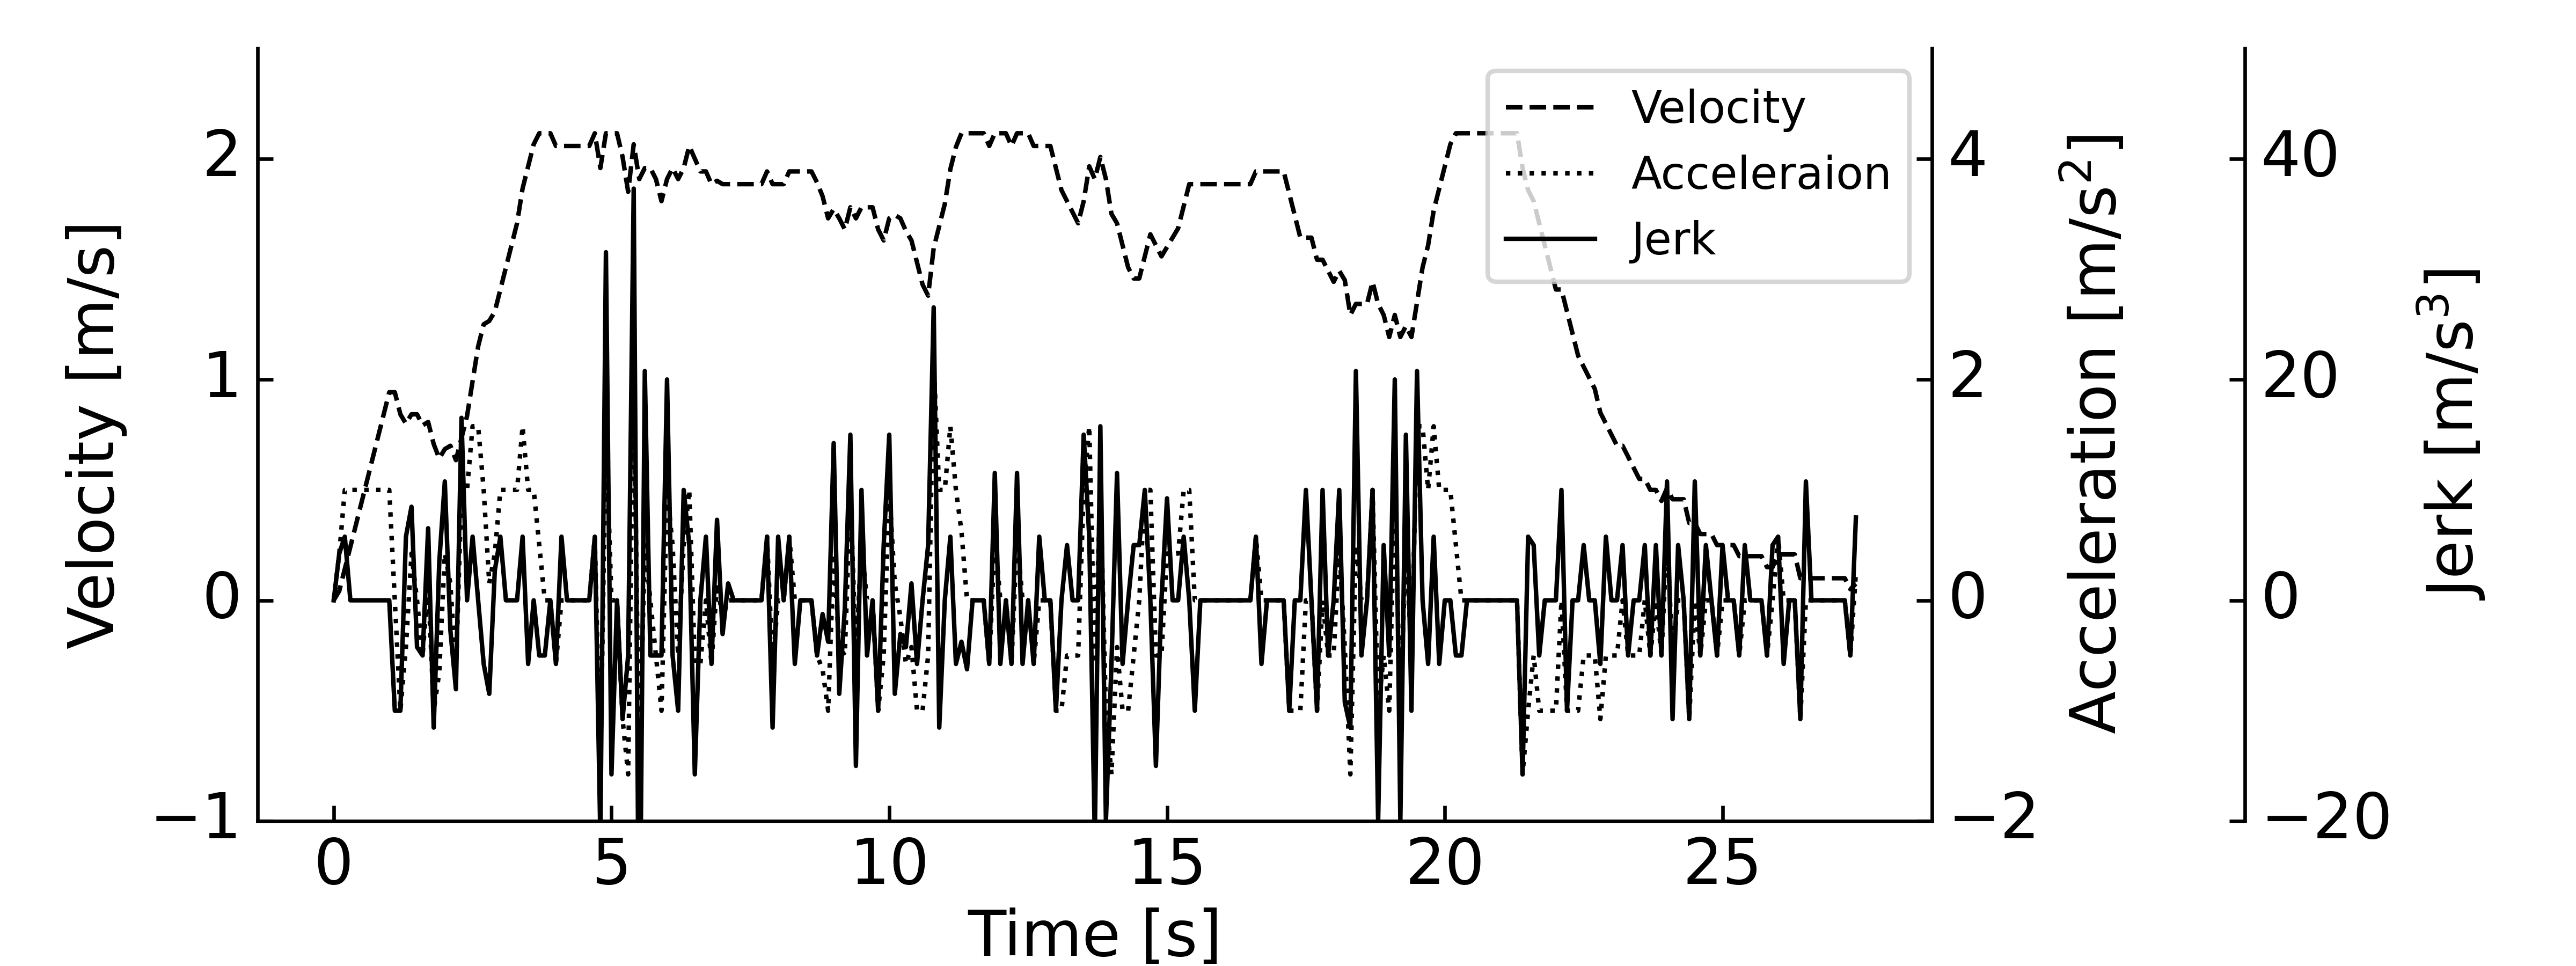 Velocity [m/s]
2
1
0
−1
0 5 10 15 20 25
Time [s]
Velocity
Acceleraion
Jerk
4
2
0
−2
Acceleration [m/s²]
40
20
0
−20
Jerk [m/s³]